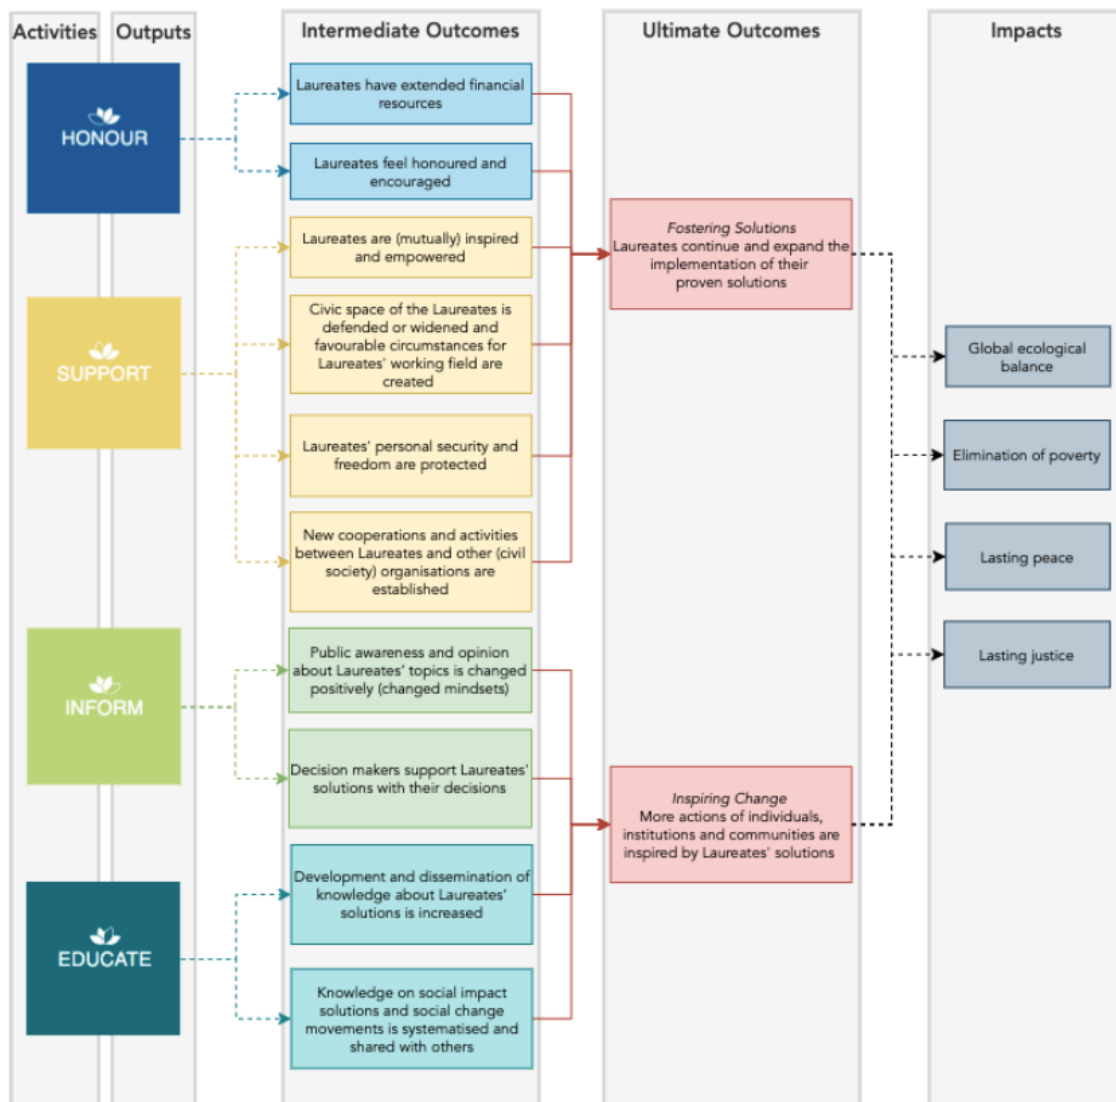 Activities
Outputs
Intermediate Outcomes
Ultimate Outcomes
Impacts
HONOUR
Laureates have extended financial
resources
Laureates feel honoured and
encouraged
SUPPORT
Laureates are (mutually) inspired
and empowered
Civic space of the Laureates is
defended or widened and
favourable circumstances for
Laureates' working field are
created
Laureates' personal security and
freedom are protected
New cooperations and activities
between Laureates and other (civil
society) organisations are
established
INFORM
Public awareness and opinion
about Laureates' topics is changed
positively (changed mindsets)
Decision makers support Laureates'
solutions with their decisions
EDUCATE
Development and dissemination of
knowledge about Laureates'
solutions is increased
Knowledge on social impact
solutions and social change
movements is systematised and
shared with others
Fostering Solutions
Laureates continue and expand the
implementation of their
proven solutions
Inspiring Change
More actions of individuals,
institutions and communities are
inspired by Laureates' solutions
Global ecological
balance
Elimination of poverty
Lasting peace
Lasting justice